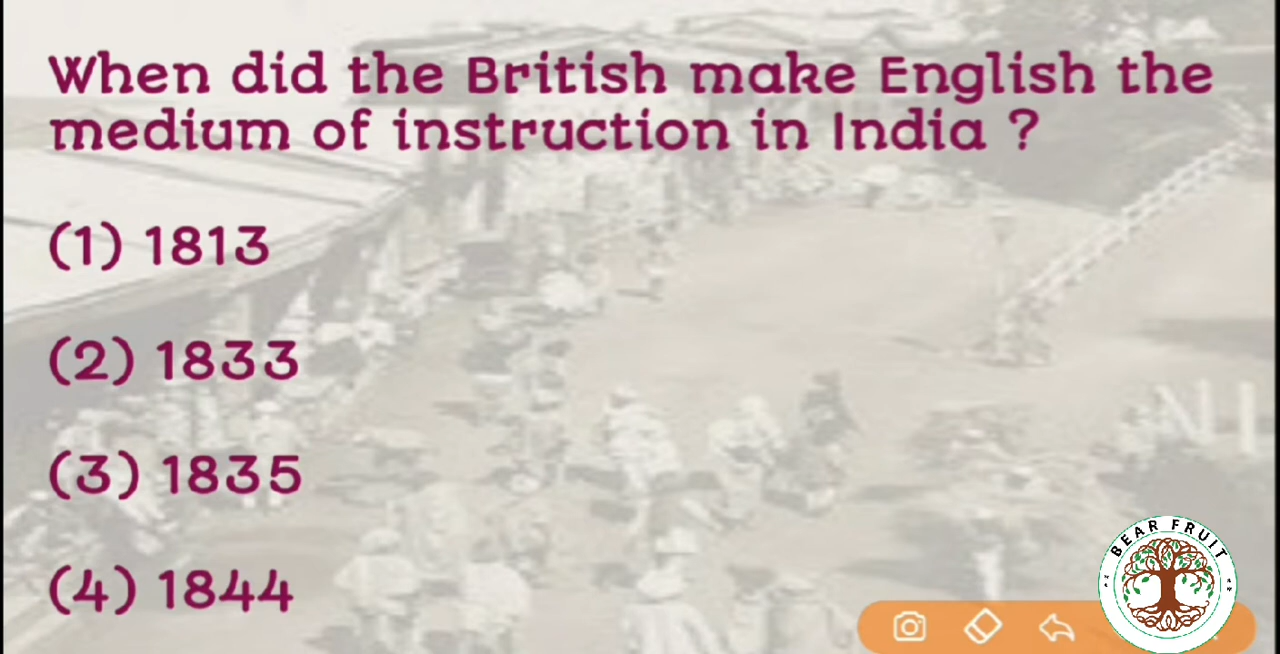 When did the British make English the
medium of instruction in India ?
(1) 1813
(2) 1833
(3) 1835
(4) 1844
BEAR FRUIT